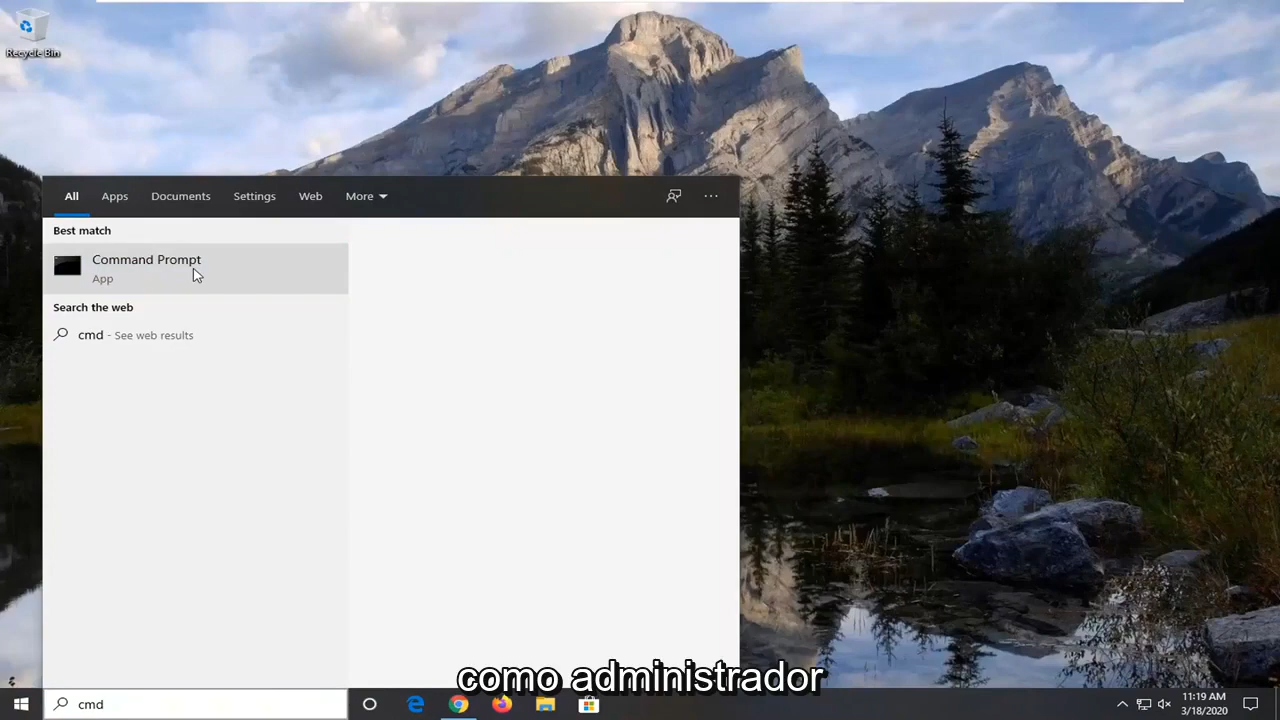 Recycle Bin
All Apps Documents Settings Web More ...
Best match
Command Prompt
App
Search the web
cmd - See web results
como administrador
cmd
11:19 AM
3/18/2020